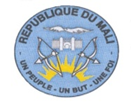 REPUBLIQUE DU MALI
UN PEUPLE - UN BUT - UNE FOI